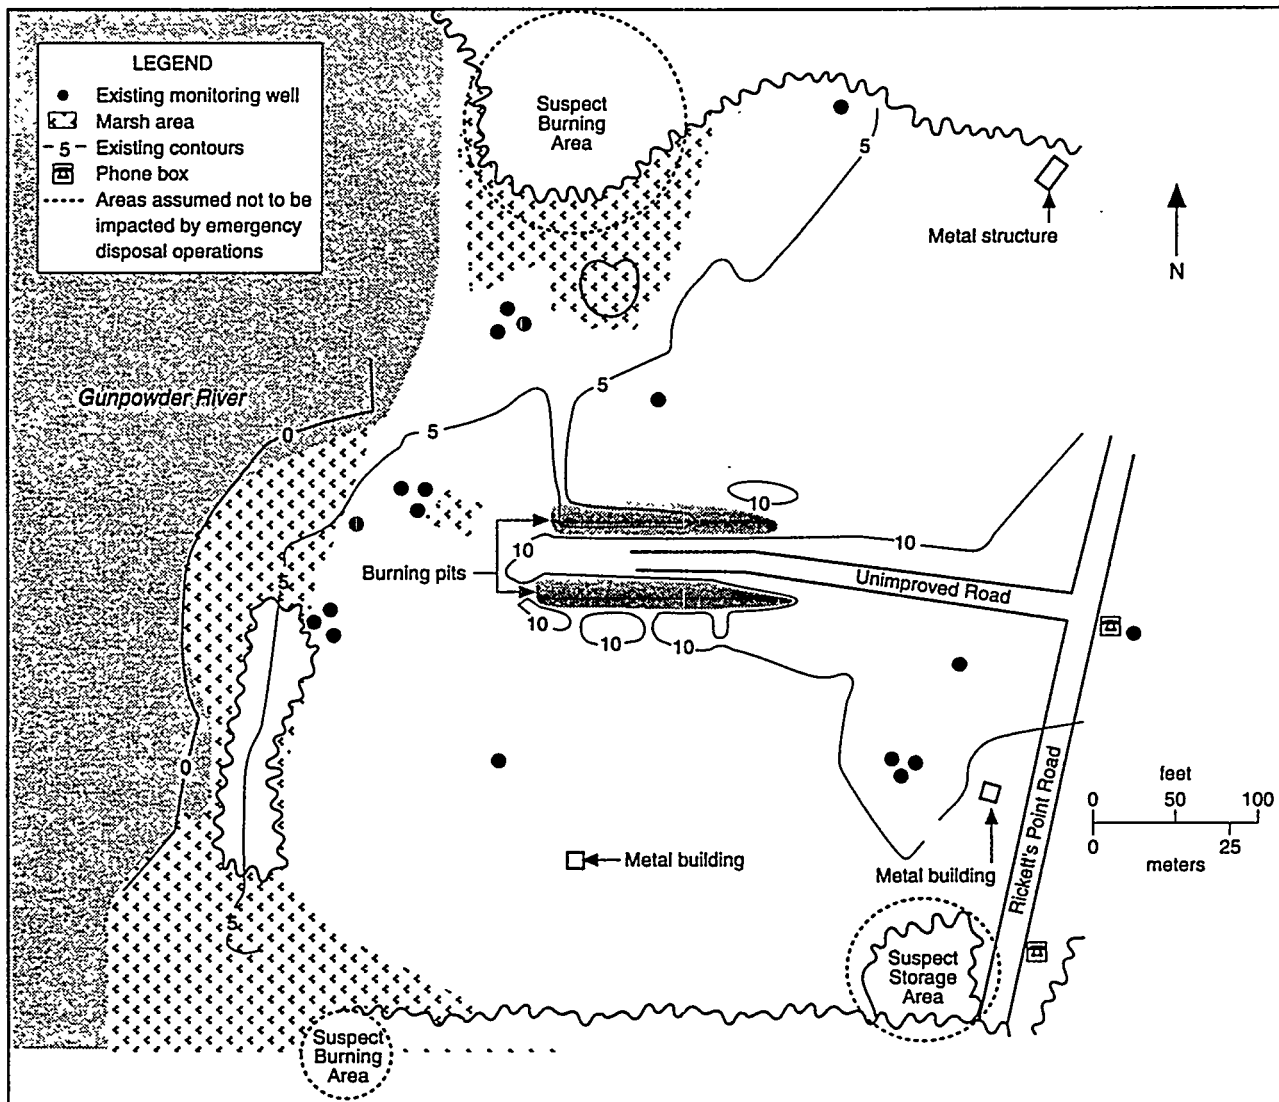 LEGEND
Existing monitoring well
Marsh area
5 Existing contours
Phone box
Areas assumed not to be
impacted by emergency
disposal operations
Suspect
Burning
Area
5
Metal structure
N
Gunpowder River
0
5
5
10
10
10
Burning pits
Unimproved Road
5
10
10
10
0
Rickett's Point Road
feet
0 50 100
0 25
meters
Metal building
Metal building
5
Suspect
Storage
Area
Suspect
Burning
Area